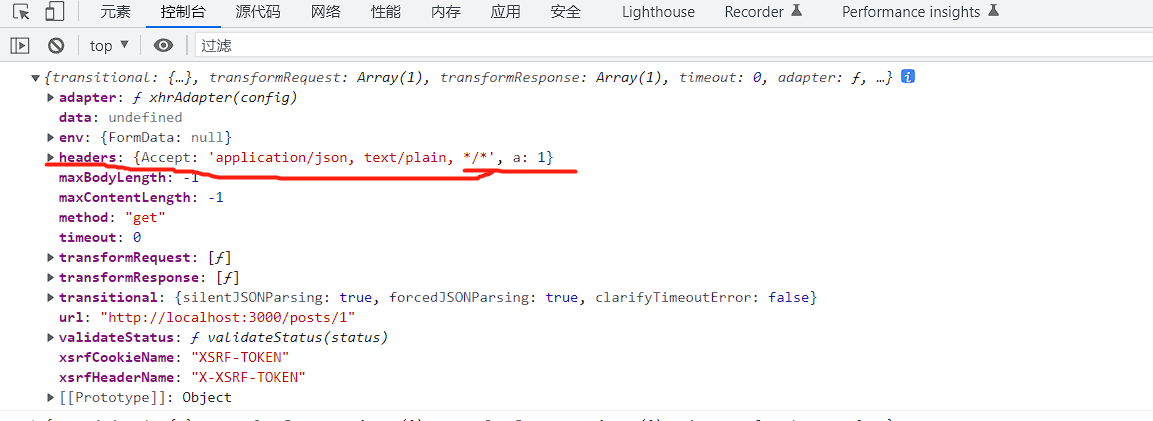 元素 控制台 源代码 网络 性能 内存 应用 安全 Lighthouse Recorder Performance insights
top 过滤
{transitional: {…}, transformRequest: Array(1), transformResponse: Array(1), timeout: 0, adapter: ƒ, …} i
adapter: ƒ xhrAdapter(config)
data: undefined
env: {FormData: null}
headers: {Accept: 'application/json, text/plain, */*', a: 1}
maxBodyLength: -1
maxContentLength: -1
method: "get"
timeout: 0
transformRequest: [ƒ]
transformResponse: [ƒ]
transitional: {silentJSONParsing: true, forcedJSONParsing: true, clarifyTimeoutError: false}
url: "http://localhost:3000/posts/1"
validateStatus: ƒ validateStatus(status)
xsrfCookieName: "XSRF-TOKEN"
xsrfHeaderName: "X-XSRF-TOKEN"
[[Prototype]]: Object